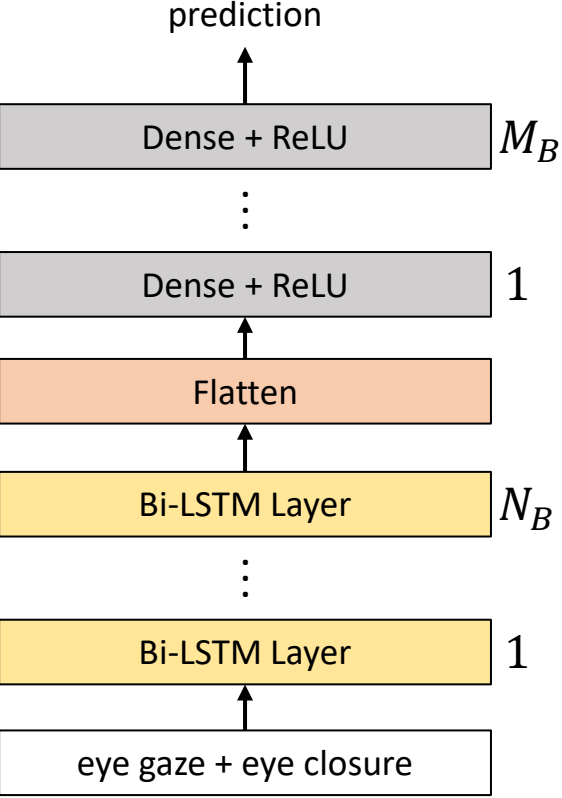 prediction
Dense + ReLU M_B
⋮
Dense + ReLU 1
Flatten
Bi-LSTM Layer N_B
⋮
Bi-LSTM Layer 1
eye gaze + eye closure